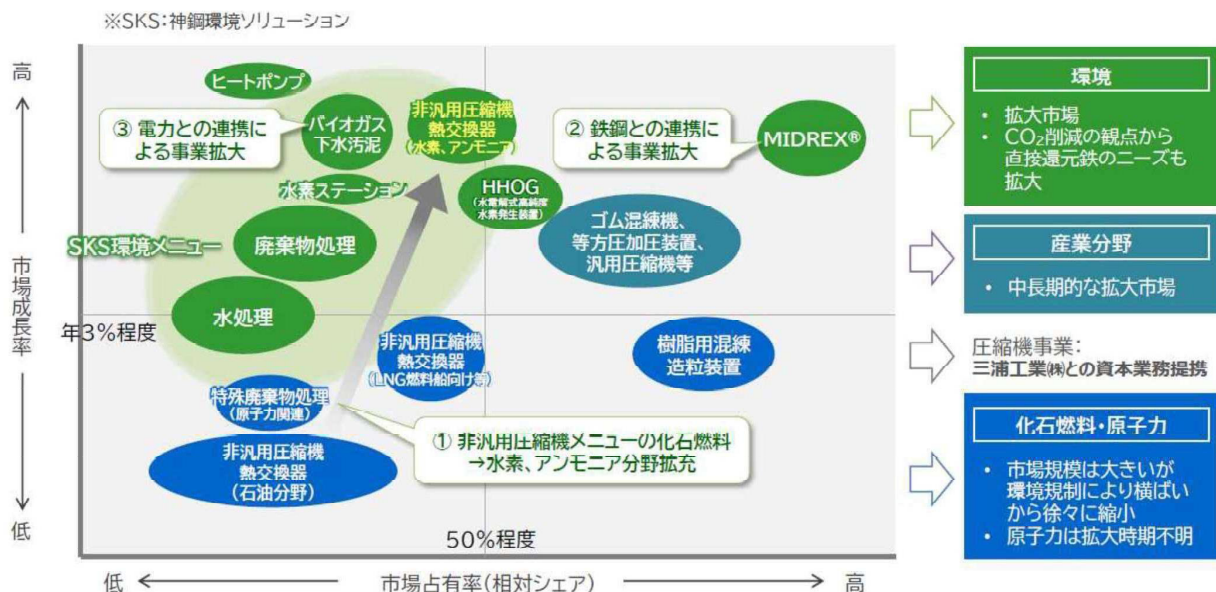 ※SKS：神鋼環境ソリューション
高
市場成長率
低
年3％程度
ヒートポンプ
③ 電力との連携に
よる事業拡大
バイオガス
下水汚泥
非汎用圧縮機
熱交換器
(水素、アンモニア)
② 鉄鋼との連携に
よる事業拡大
MIDREX®
水素ステーション
HHOG
(水電解式高純度
水素発生装置)
SKS環境メニュー
廃棄物処理
ゴム混練機、
等方圧加圧装置、
汎用圧縮機等
水処理
非汎用圧縮機
熱交換器
(LNG燃料船向け等)
樹脂用混練
造粒装置
特殊廃棄物処理
(原子力関連)
① 非汎用圧縮機メニューの化石燃料
→水素、アンモニア分野拡充
非汎用圧縮機
熱交換器
(石油分野)
50％程度
低
市場占有率(相対シェア)
高
環境
• 拡大市場
• CO₂削減の観点から
直接還元鉄のニーズも
拡大
産業分野
• 中長期的な拡大市場
圧縮機事業：
三浦工業㈱との資本業務提携
化石燃料・原子力
• 市場規模は大きいが
環境規制により横ばい
から徐々に縮小
• 原子力は拡大時期不明